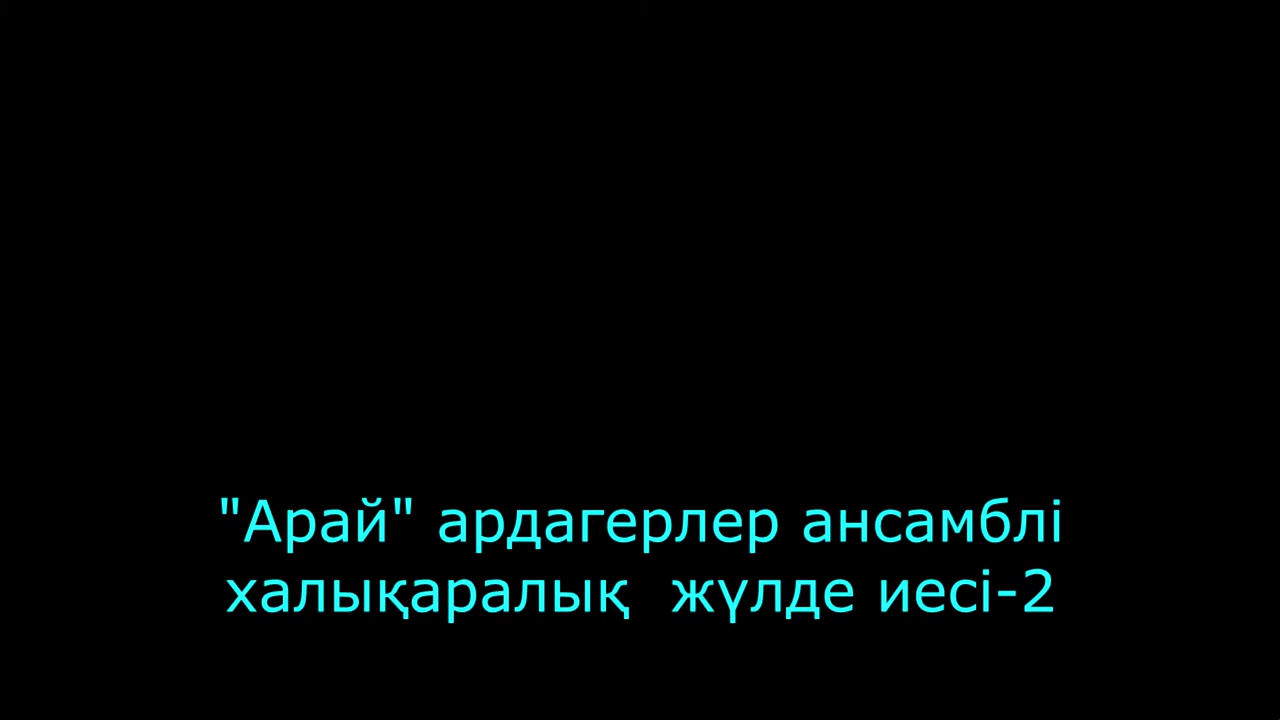 "Арай" ардагерлер ансамблі
халықаралық  жүлде иесі-2